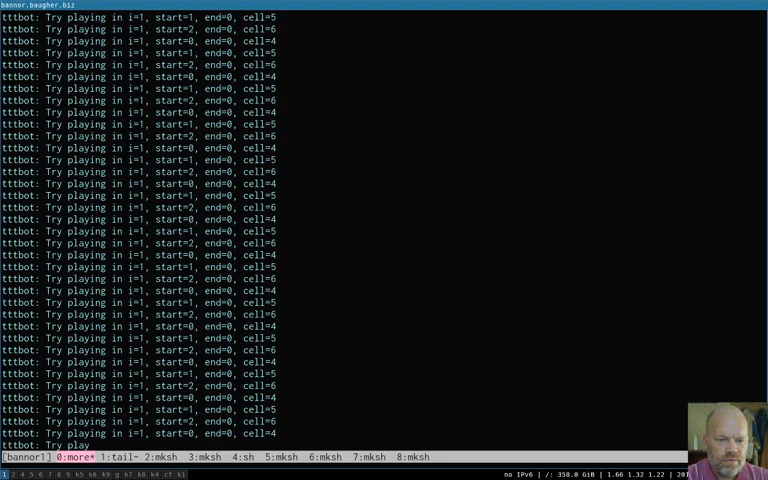 bannor.baugher.biz
tttbot: Try playing in i=1, start=1, end=0, cell=5
tttbot: Try playing in i=1, start=2, end=0, cell=6
tttbot: Try playing in i=1, start=0, end=0, cell=4
tttbot: Try playing in i=1, start=1, end=0, cell=5
tttbot: Try playing in i=1, start=2, end=0, cell=6
tttbot: Try playing in i=1, start=0, end=0, cell=4
tttbot: Try playing in i=1, start=1, end=0, cell=5
tttbot: Try playing in i=1, start=2, end=0, cell=6
tttbot: Try playing in i=1, start=0, end=0, cell=4
tttbot: Try playing in i=1, start=1, end=0, cell=5
tttbot: Try playing in i=1, start=2, end=0, cell=6
tttbot: Try playing in i=1, start=0, end=0, cell=4
tttbot: Try playing in i=1, start=1, end=0, cell=5
tttbot: Try playing in i=1, start=2, end=0, cell=6
tttbot: Try playing in i=1, start=0, end=0, cell=4
tttbot: Try playing in i=1, start=1, end=0, cell=5
tttbot: Try playing in i=1, start=2, end=0, cell=6
tttbot: Try playing in i=1, start=0, end=0, cell=4
tttbot: Try playing in i=1, start=1, end=0, cell=5
tttbot: Try playing in i=1, start=2, end=0, cell=6
tttbot: Try playing in i=1, start=0, end=0, cell=4
tttbot: Try playing in i=1, start=1, end=0, cell=5
tttbot: Try playing in i=1, start=2, end=0, cell=6
tttbot: Try playing in i=1, start=0, end=0, cell=4
tttbot: Try playing in i=1, start=1, end=0, cell=5
tttbot: Try playing in i=1, start=2, end=0, cell=6
tttbot: Try playing in i=1, start=0, end=0, cell=4
tttbot: Try playing in i=1, start=1, end=0, cell=5
tttbot: Try playing in i=1, start=2, end=0, cell=6
tttbot: Try playing in i=1, start=0, end=0, cell=4
tttbot: Try playing in i=1, start=1, end=0, cell=5
tttbot: Try playing in i=1, start=2, end=0, cell=6
tttbot: Try playing in i=1, start=0, end=0, cell=4
tttbot: Try playing in i=1, start=1, end=0, cell=5
tttbot: Try playing in i=1, start=2, end=0, cell=6
tttbot: Try playing in i=1, start=0, end=0, cell=4
tttbot: Try play
[bannor1] 0:more* 1:tail- 2:mksh 3:mksh 4:sh 5:mksh 6:mksh 7:mksh 8:mksh
1 2 4 5 6 7 8 9 k5 k6 k9 g k7 k8 k4 cf k1 no IPv6 | /: 358.0 GiB | 1.66 1.32 1.22 | 201